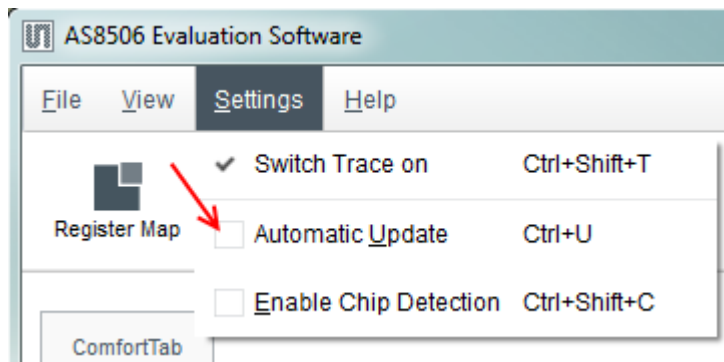 AS8506 Evaluation Software
File View Settings Help
Switch Trace on Ctrl+Shift+T
Register Map
Automatic Update Ctrl+U
Enable Chip Detection Ctrl+Shift+C
ComfortTab